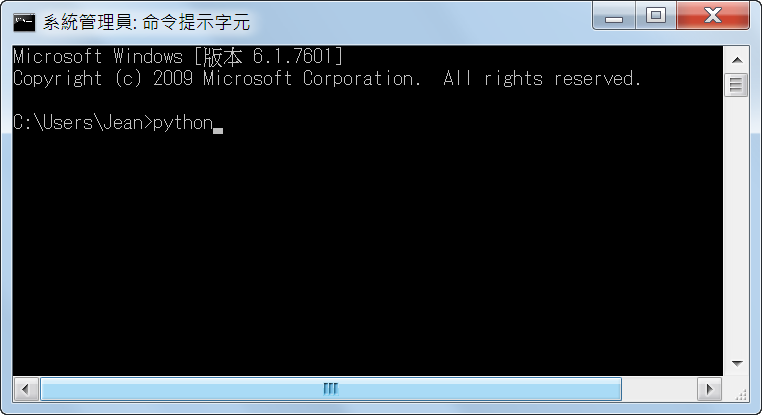 系統管理員: 命令提示字元
Microsoft Windows [版本 6.1.7601]
Copyright (c) 2009 Microsoft Corporation.  All rights reserved.
C:\Users\Jean>python